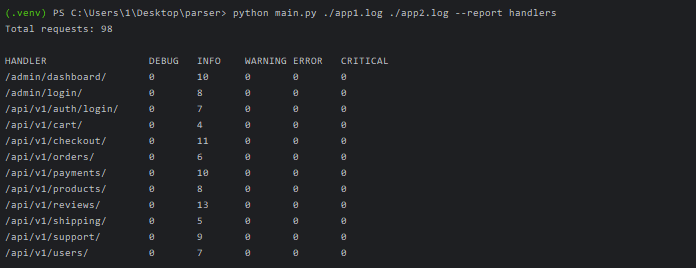 (.venv) PS C:\Users\1\Desktop\parser> python main.py ./app1.log ./app2.log --report handlers
Total requests: 98
HANDLER DEBUG INFO WARNING ERROR CRITICAL
/admin/dashboard/ 0 10 0 0 0
/admin/login/ 0 8 0 0 0
/api/v1/auth/login/ 0 7 0 0 0
/api/v1/cart/ 0 4 0 0 0
/api/v1/checkout/ 0 11 0 0 0
/api/v1/orders/ 0 6 0 0 0
/api/v1/payments/ 0 10 0 0 0
/api/v1/products/ 0 8 0 0 0
/api/v1/reviews/ 0 13 0 0 0
/api/v1/shipping/ 0 5 0 0 0
/api/v1/support/ 0 9 0 0 0
/api/v1/users/ 0 7 0 0 0